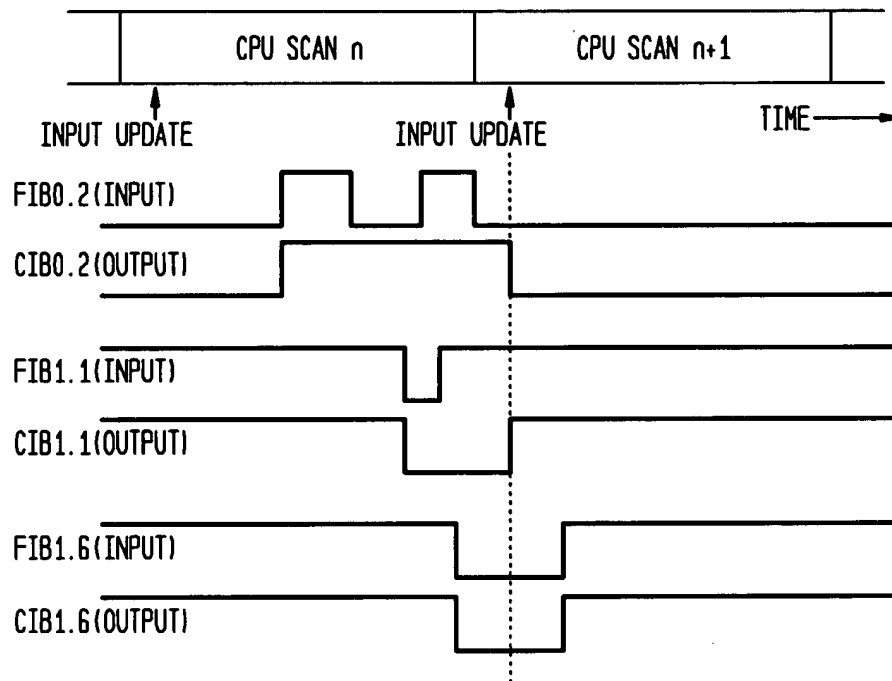 CPU SCAN n
CPU SCAN n+1
INPUT UPDATE
INPUT UPDATE
TIME
FIB0.2(INPUT)
CIB0.2(OUTPUT)
FIB1.1(INPUT)
CIB1.1(OUTPUT)
FIB1.6(INPUT)
CIB1.6(OUTPUT)